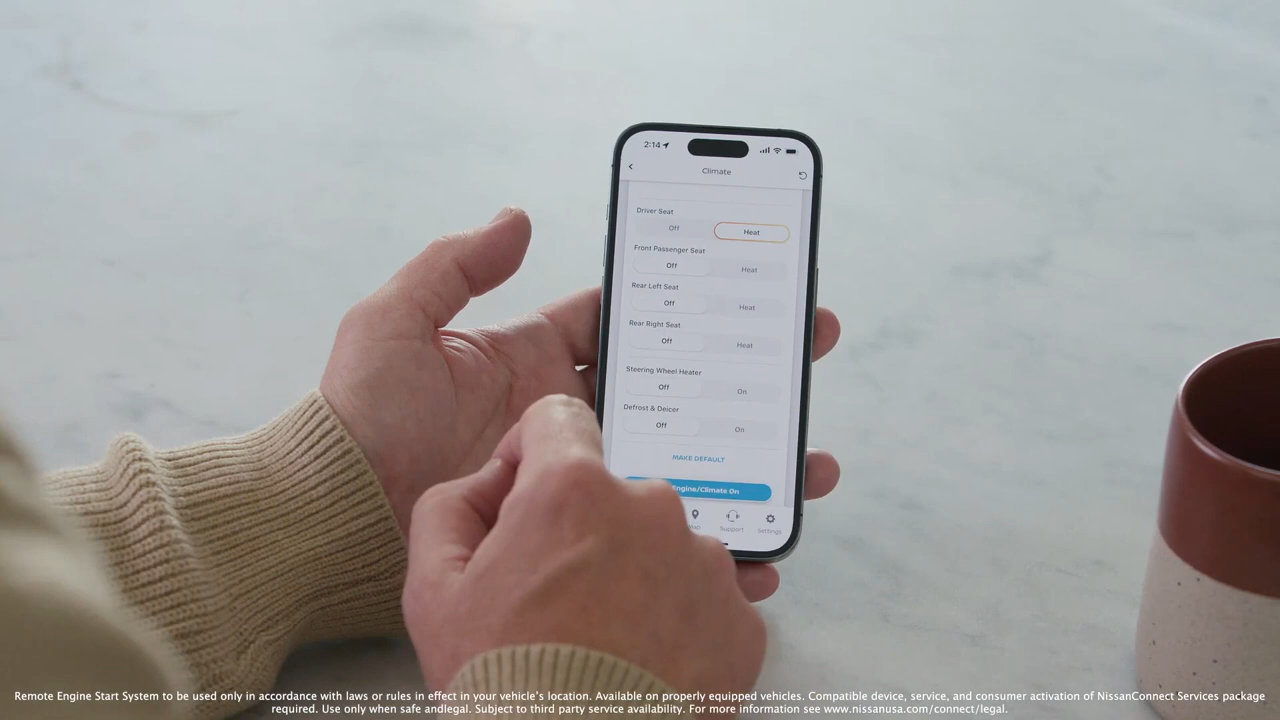 2:14
Climate
Driver Seat
Off Heat
Front Passenger Seat
Off Heat
Rear Left Seat
Off Heat
Rear Right Seat
Off Heat
Steering Wheel Heater
Off On
Defrost & Deicer
Off On
MAKE DEFAULT
Engine/Climate On
Support Settings
Remote Engine Start System to be used only in accordance with laws or rules in effect in your vehicle's location. Available on properly equipped vehicles. Compatible device, service, and consumer activation of NissanConnect Services package
required. Use only when safe andlegal. Subject to third party service availability. For more information see www.nissanusa.com/connect/legal.